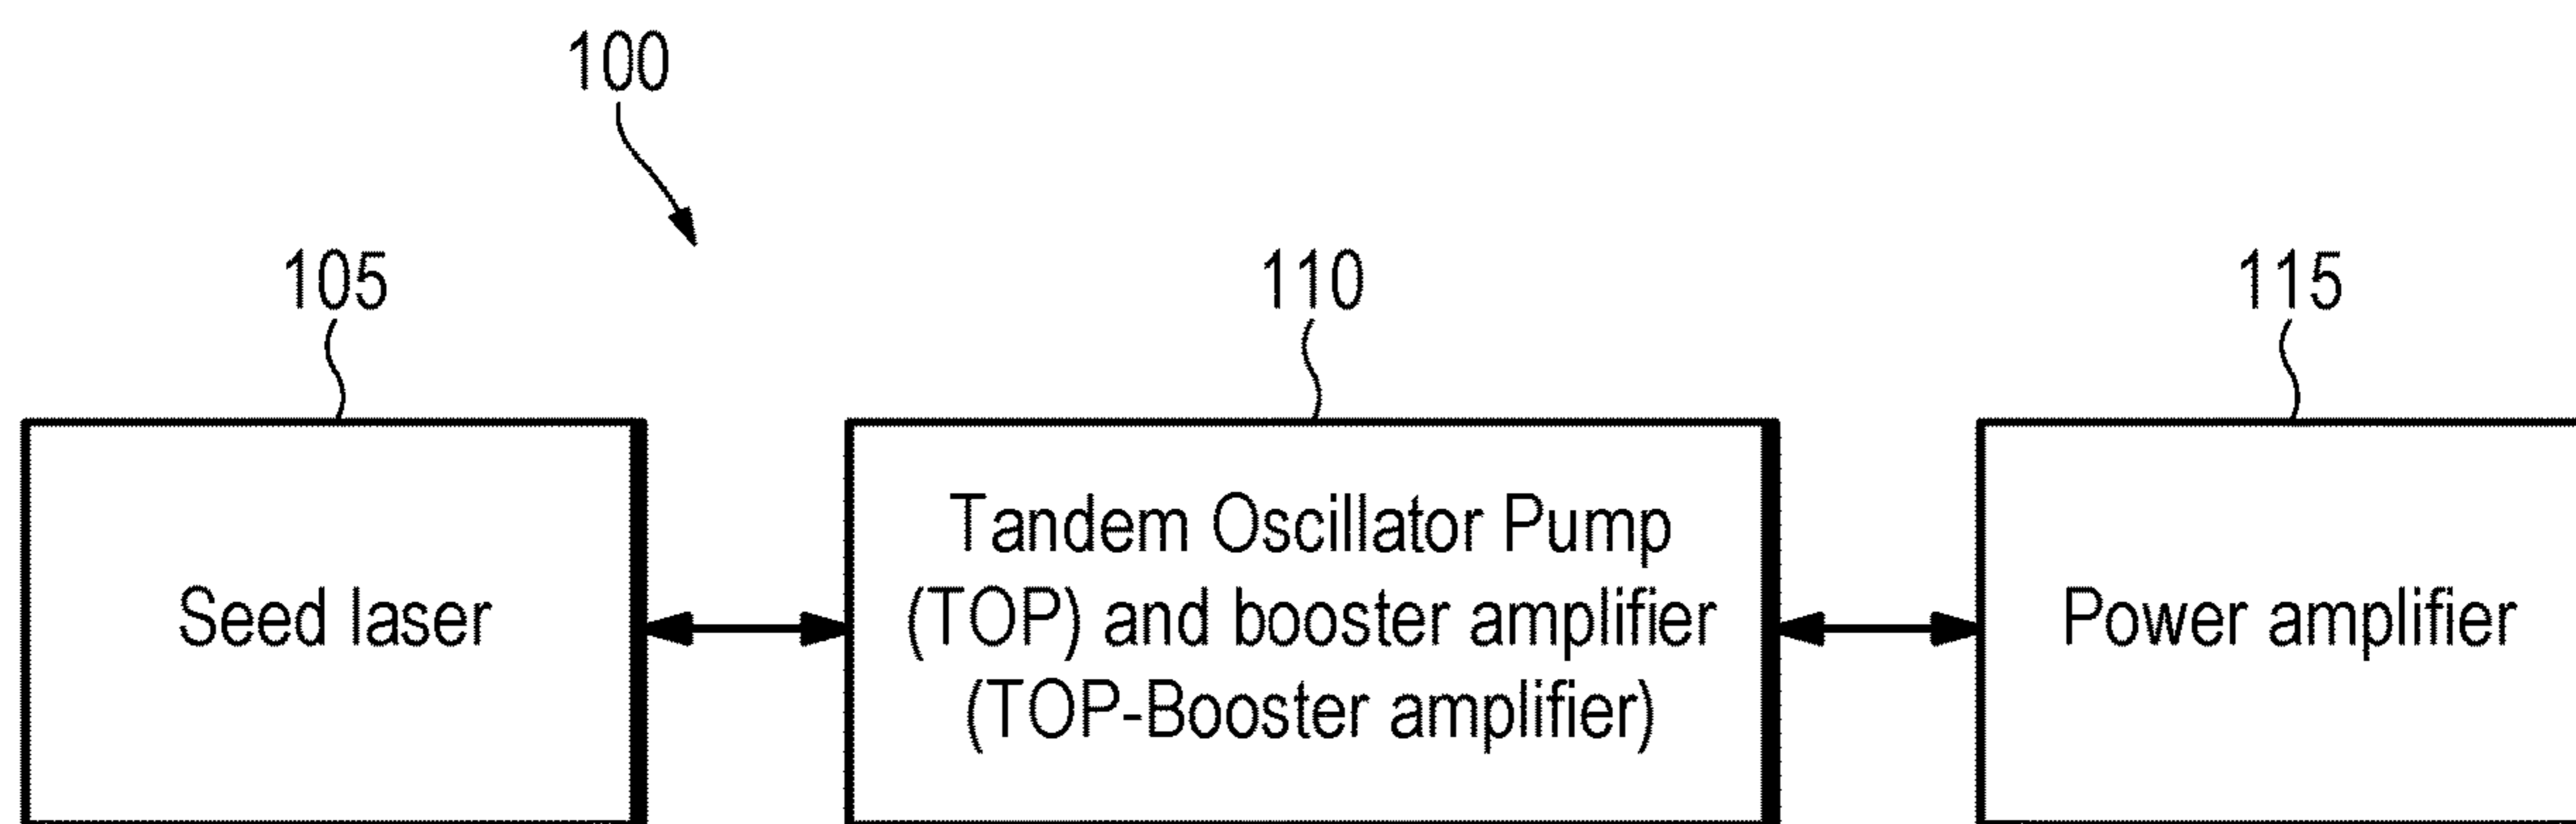 100
105
110
115
Seed laser
Tandem Oscillator Pump
(TOP) and booster amplifier
(TOP-Booster amplifier)
Power amplifier